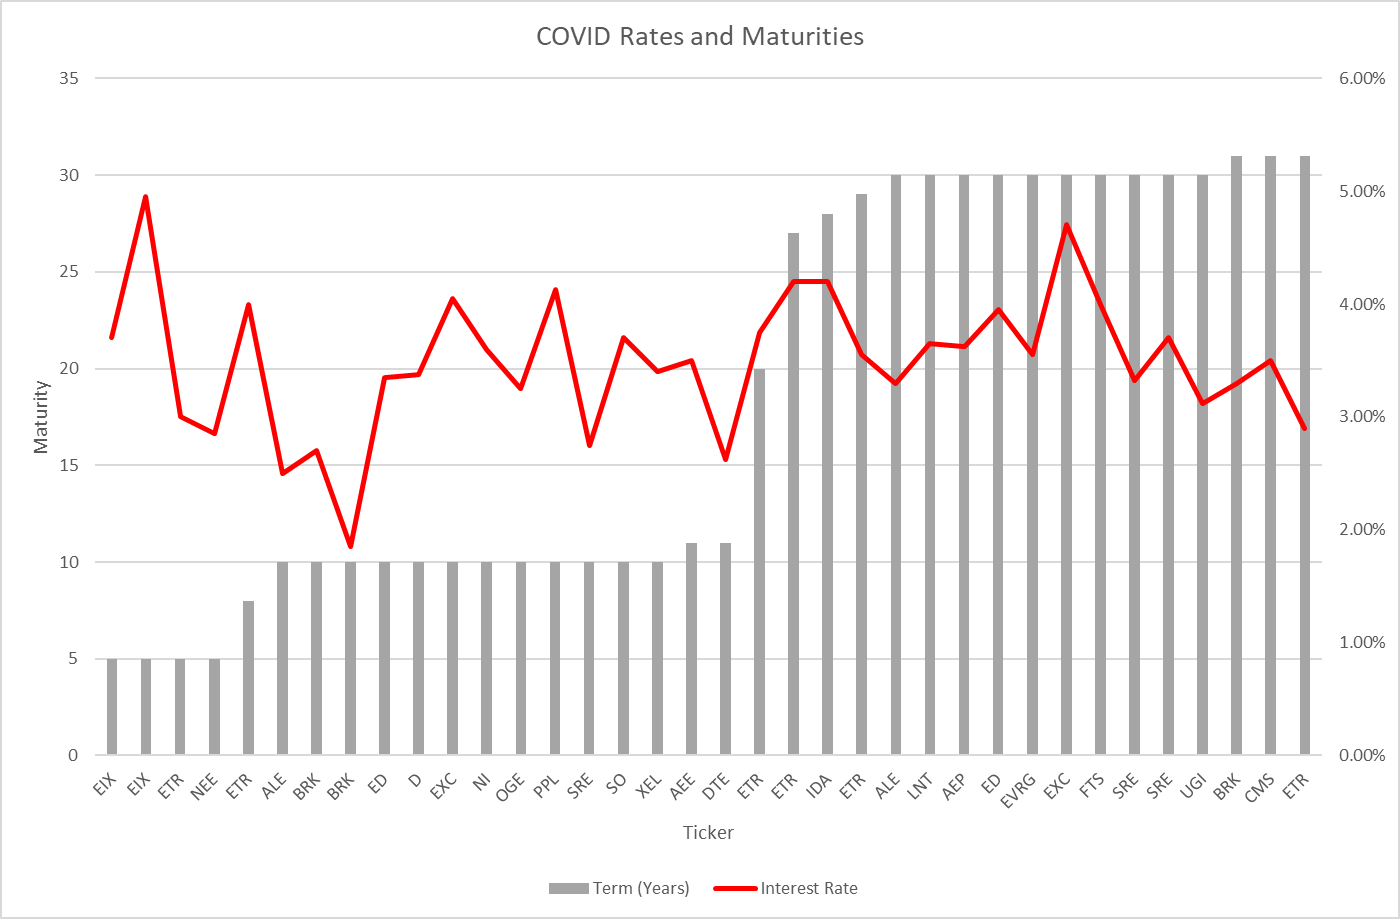 COVID Rates and Maturities
35
30
25
20
15
10
5
0
Maturity
6.00%
5.00%
4.00%
3.00%
2.00%
1.00%
0.00%
EIX
EIX
ETR
NEE
ETR
ALE
BRK
BRK
ED
D
EXC
NI
OGE
PPL
SRE
SO
XEL
AEE
DTE
ETR
ETR
IDA
ETR
ALE
LNT
AEP
ED
EVRG
EXC
FTS
SRE
SRE
UGI
BRK
CMS
ETR
Ticker
Term (Years)
Interest Rate